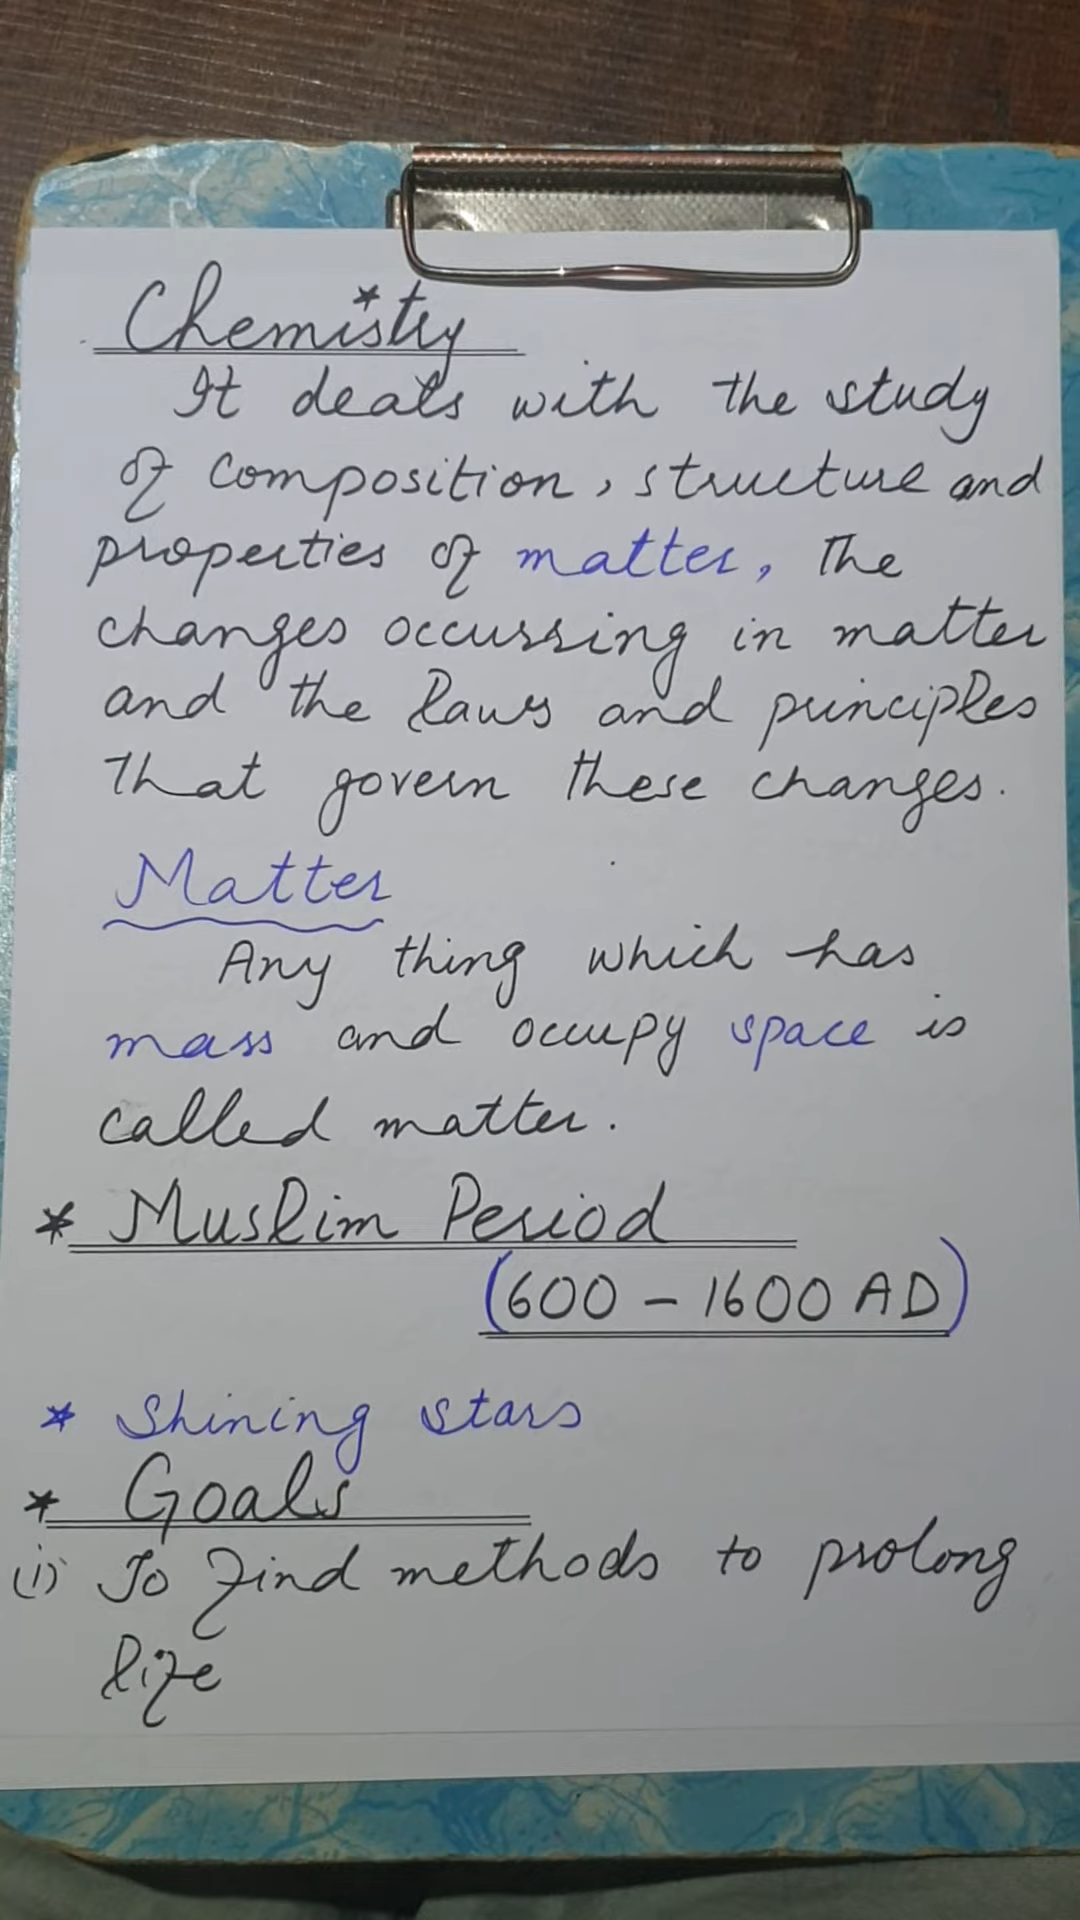 Chemistry
It deals with the study
of composition, structure and
properties of matter, The
changes occurring in matter
and the laws and principles
That govern these changes.
Matter
Any thing which has
mass and occupy space is
called matter.
* Muslim Period
(600 - 1600 AD)
* Shining stars
* Goals
(i) To find methods to prolong
life